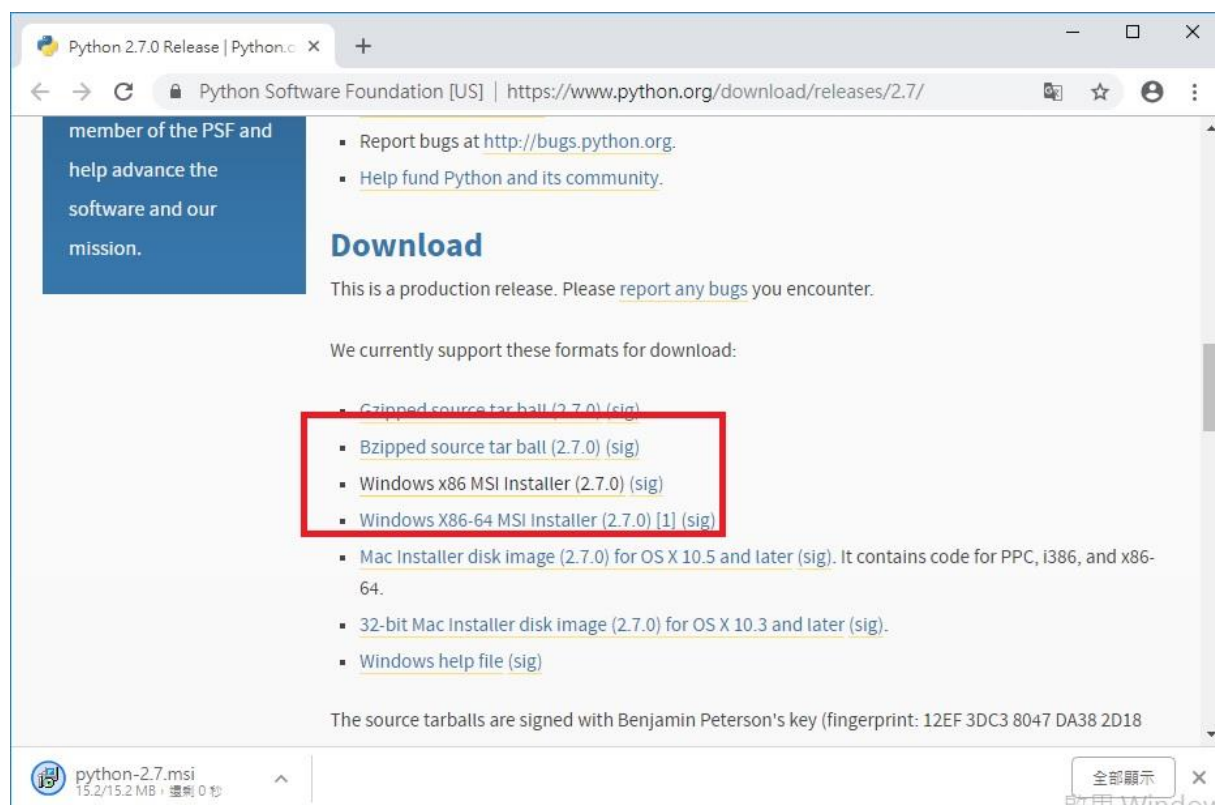 Python 2.7.0 Release | Python.o
Python Software Foundation [US] | https://www.python.org/download/releases/2.7/
member of the PSF and
help advance the
software and our
mission.
Report bugs at http://bugs.python.org.
Help fund Python and its community.
Download
This is a production release. Please report any bugs you encounter.
We currently support these formats for download:
Gzipped source tar ball (2.7.0) (sig)
Bzipped source tar ball (2.7.0) (sig)
Windows x86 MSI Installer (2.7.0) (sig)
Windows X86-64 MSI Installer (2.7.0) [1] (sig)
Mac Installer disk image (2.7.0) for OS X 10.5 and later (sig). It contains code for PPC, i386, and x86-
64.
32-bit Mac Installer disk image (2.7.0) for OS X 10.3 and later (sig).
Windows help file (sig)
The source tarballs are signed with Benjamin Peterson's key (fingerprint: 12EF 3DC3 8047 DA38 2D18
python-2.7.msi
15.2/15.2 MB，還剩 0 秒
全部顯示